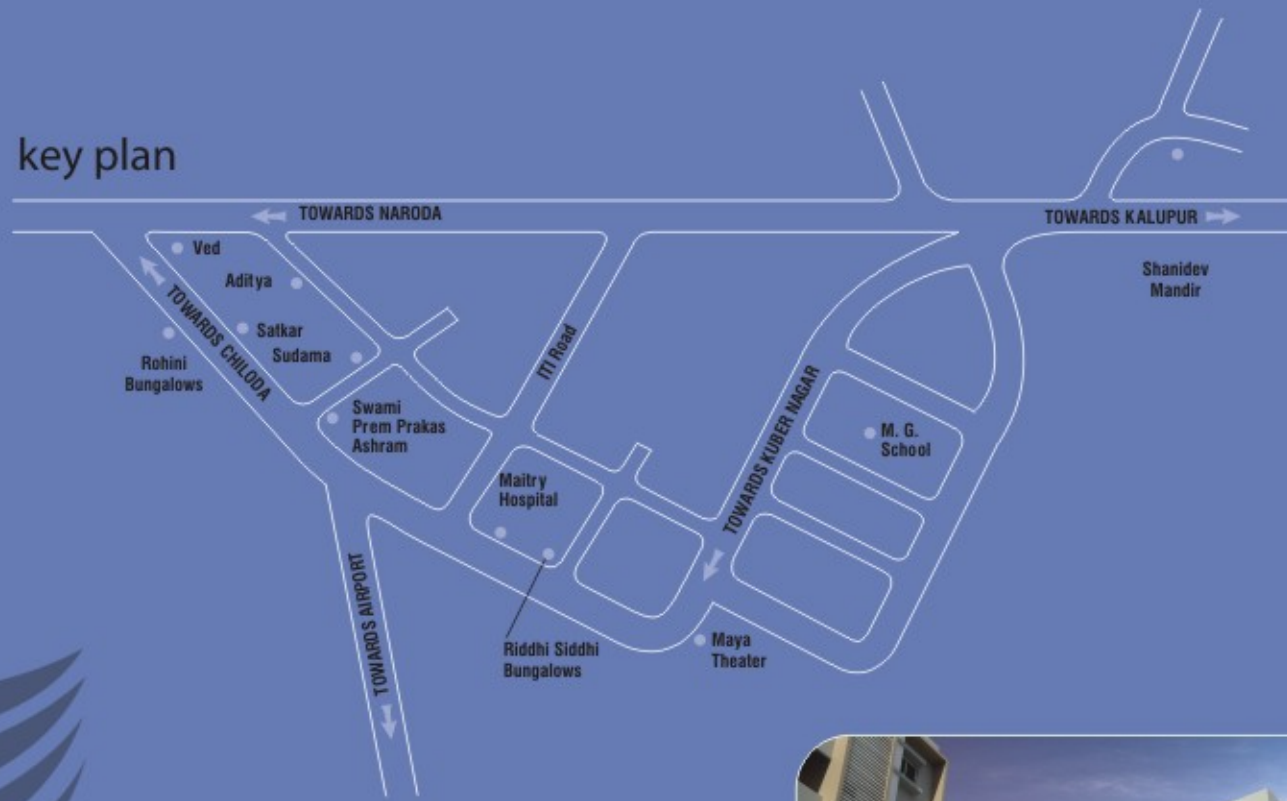 key plan
TOWARDS NARODA
TOWARDS KALUPUR
Ved
Aditya
Satkar
Sudama
TOWARDS CHILODA
Rohini
Bungalows
Shanidev
Mandir
ITI Road
Swami
Prem Prakas
Ashram
TOWARDS KUBER NAGAR
M. G.
School
Maitry
Hospital
TOWARDS AIRPORT
Riddhi Siddhi
Bungalows
Maya
Theater